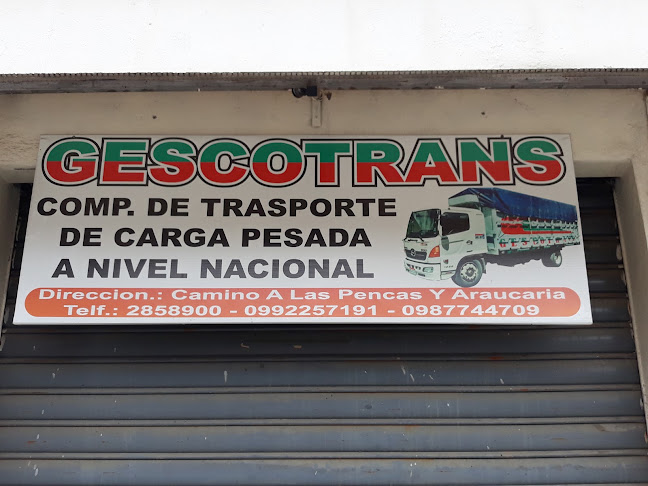 GESCOTRANS
COMP. DE TRASPORTE
DE CARGA PESADA
A NIVEL NACIONAL
Direccion.: Camino A Las Pencas Y Araucaria
Telf.: 2858900 - 0992257191 - 0987744709